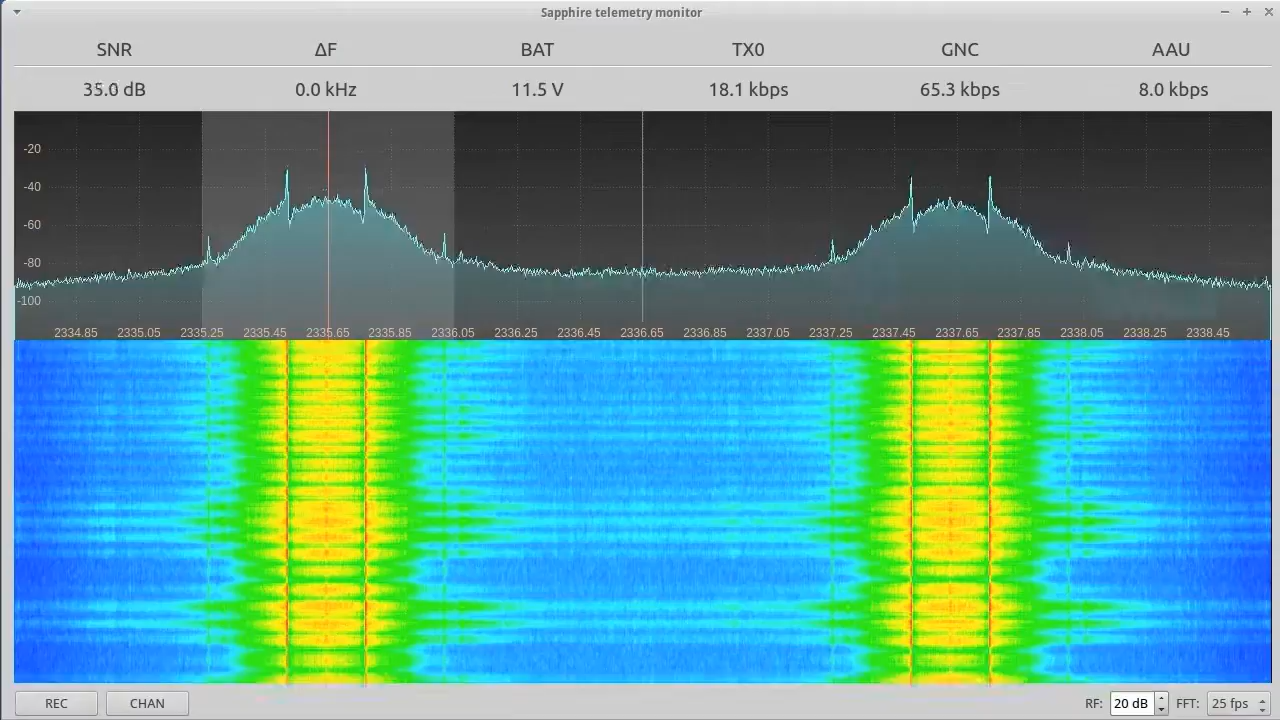 Sapphire telemetry monitor
SNR ΔF BAT TX0 GNC AAU
35.0 dB 0.0 kHz 11.5 V 18.1 kbps 65.3 kbps 8.0 kbps
-20
-40
-60
-80
-100
2334.85 2335.05 2335.25 2335.45 2335.65 2335.85 2336.05 2336.25 2336.45 2336.65 2336.85 2337.05 2337.25 2337.45 2337.65 2337.85 2338.05 2338.25 2338.45
REC CHAN RF: 20 dB FFT: 25 fps